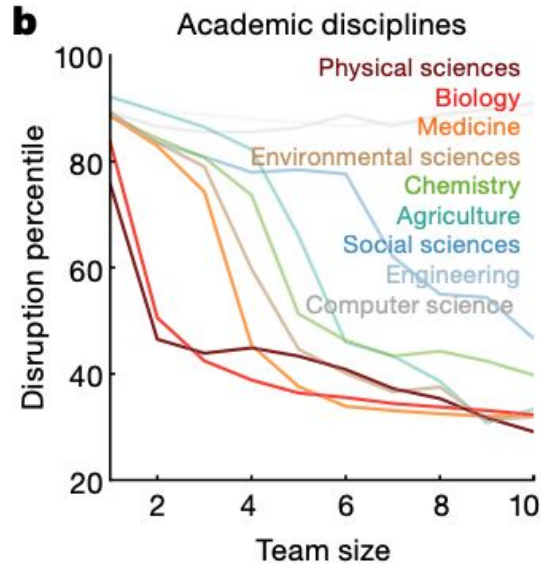 b
Academic disciplines
100
80
60
40
20
Disruption percentile
Physical sciences
Biology
Medicine
Environmental sciences
Chemistry
Agriculture
Social sciences
Engineering
Computer science
2 4 6 8 10
Team size